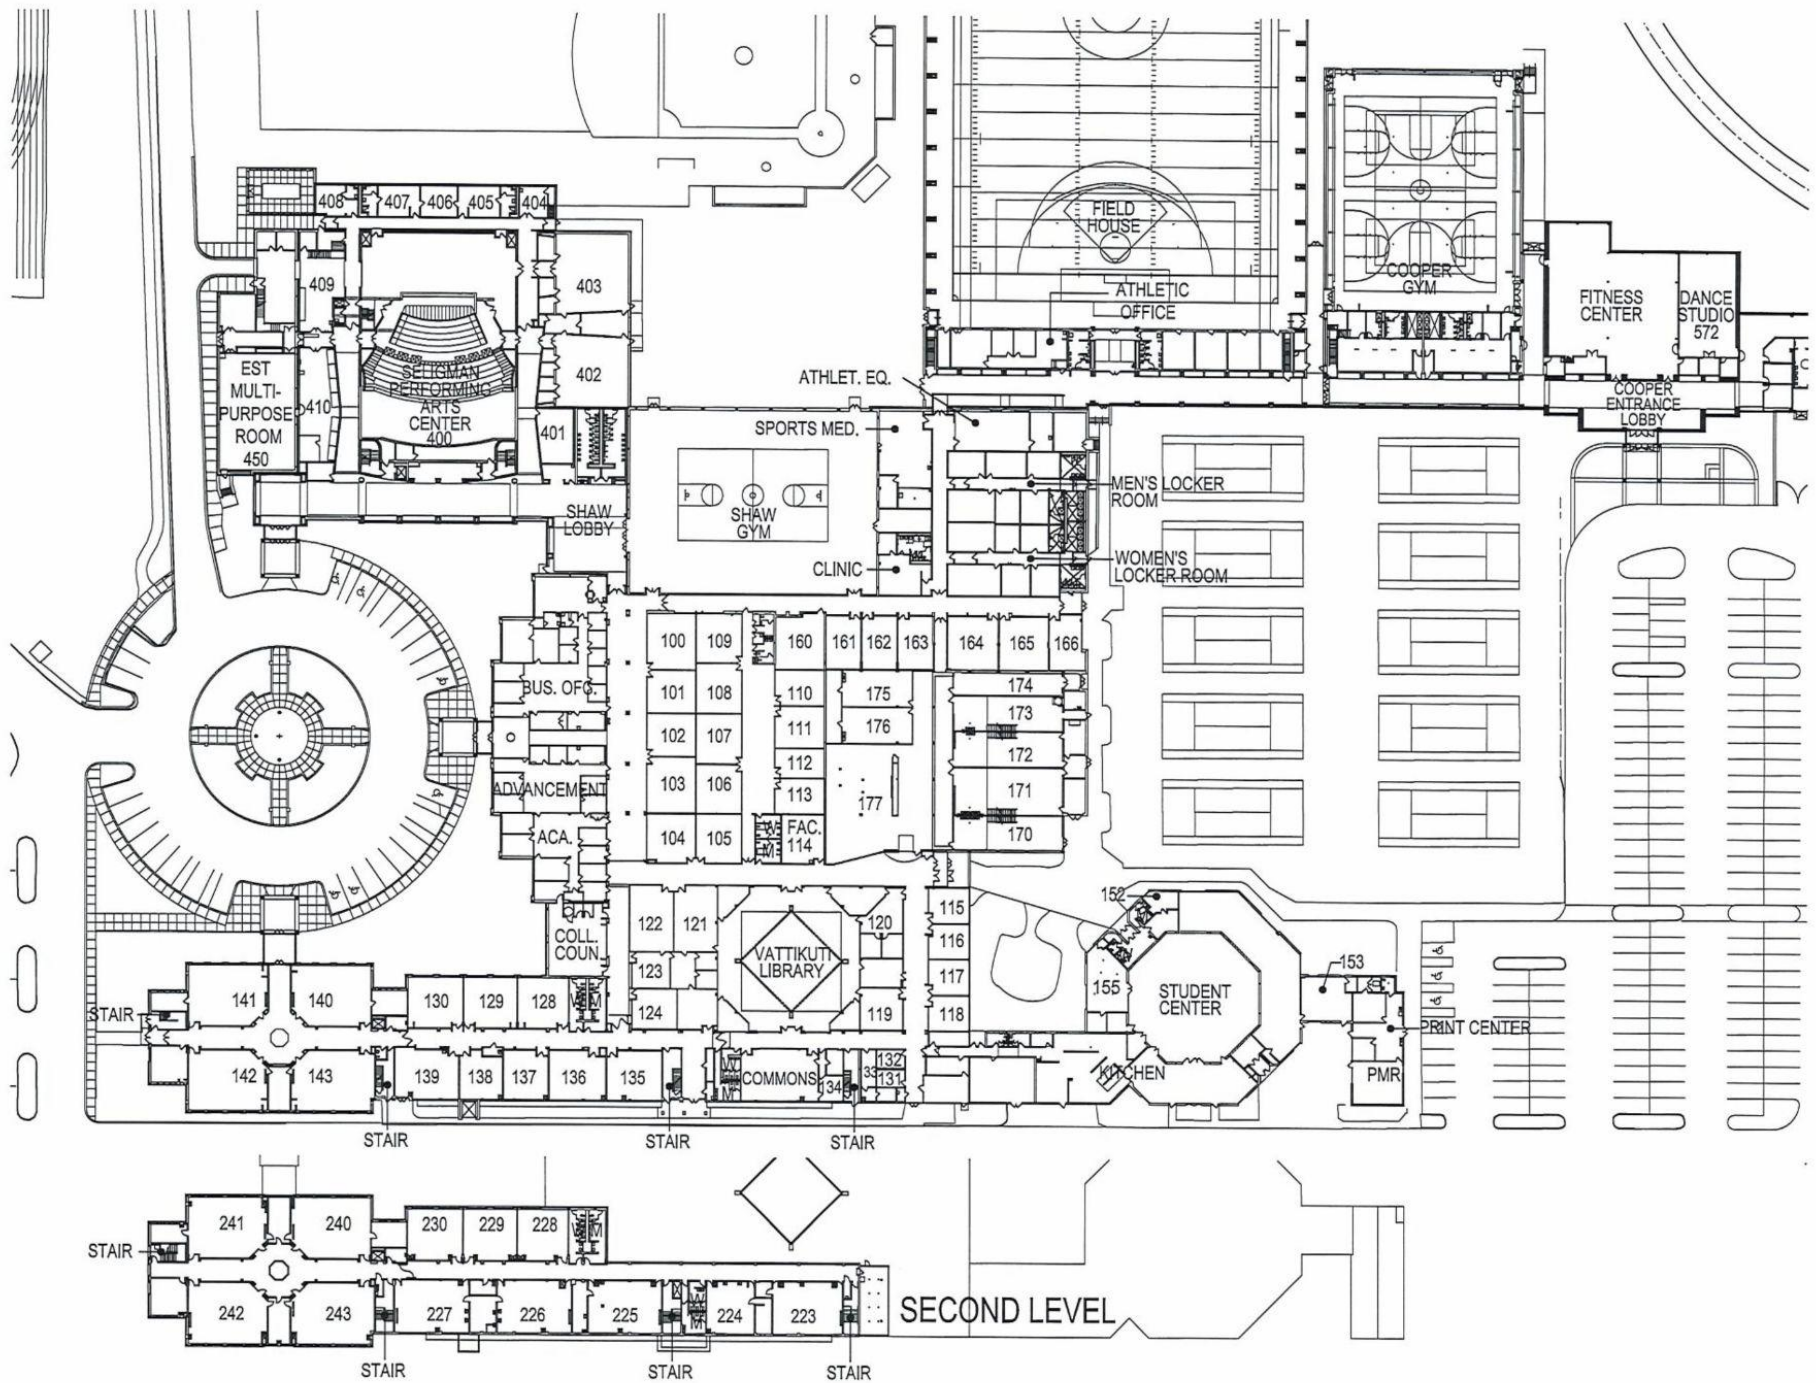 408
407
406
405
404
409
403
FIELD
HOUSE
COOPER
GYM
ATHLETIC
OFFICE
FITNESS
CENTER
DANCE
STUDIO
572
EST
MULTI-
PURPOSE
ROOM
450
410
SELIGMAN
PERFORMING
ARTS
CENTER
400
402
401
ATHLET. EQ.
SPORTS MED.
COOPER
ENTRANCE
LOBBY
MEN'S LOCKER
ROOM
SHAW
LOBBY
SHAW
GYM
CLINIC
WOMEN'S
LOCKER ROOM
100
109
160
161
162
163
164
165
166
BUS. OFG.
101
108
110
175
174
102
107
111
176
173
112
172
ADVANCEMENT
103
106
113
177
171
ACA.
104
105
W
M
FAC.
114
170
COLL.
COUN.
122
121
VATTIKUTI
LIBRARY
120
115
116
123
117
124
119
118
152
155
STUDENT
CENTER
153
PRINT CENTER
KITCHEN
PMR
STAIR
141
140
130
129
128
W
M
142
143
139
138
137
136
135
W
M
COMMONS
134
33
132
131
STAIR
STAIR
STAIR
241
240
230
229
228
W
M
STAIR
242
243
227
226
225
W
M
224
223
SECOND LEVEL
STAIR
STAIR
STAIR